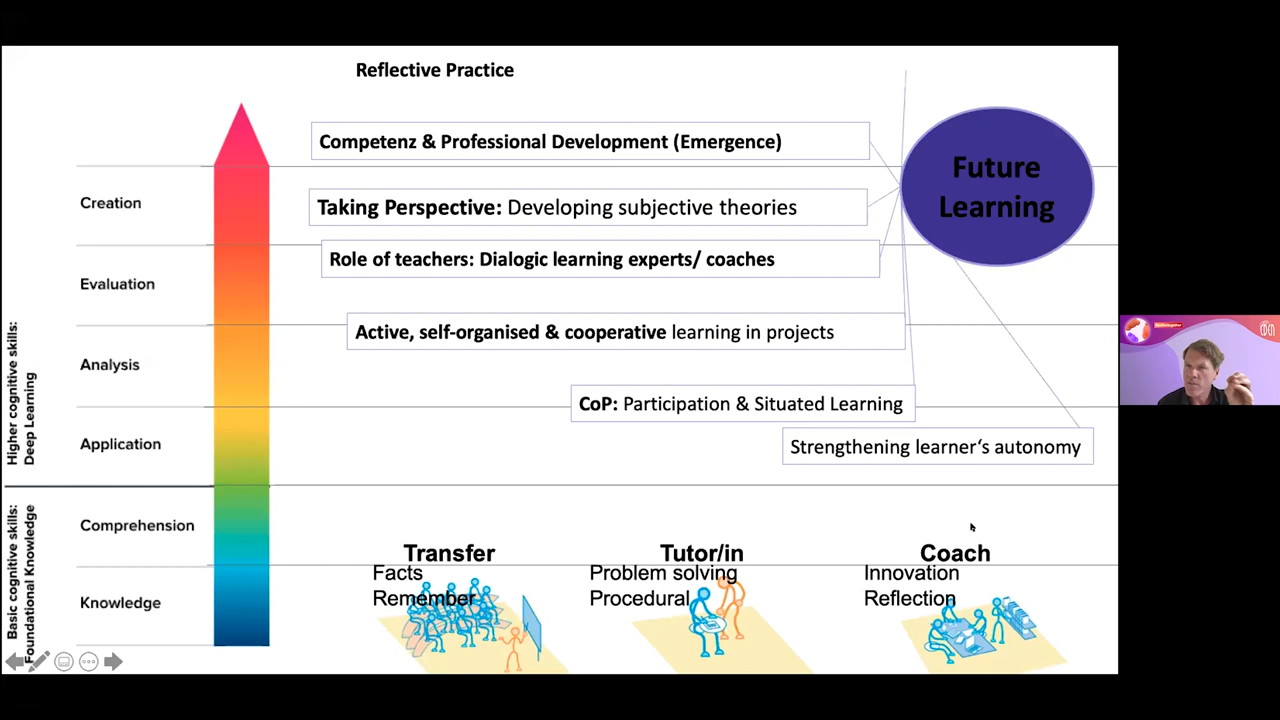 Reflective Practice
Competenz & Professional Development (Emergence)
Future
Learning
Creation
Taking Perspective: Developing subjective theories
Role of teachers: Dialogic learning experts/ coaches
Evaluation
Active, self-organised & cooperative learning in projects
Analysis
CoP: Participation & Situated Learning
Application
Strengthening learner‘s autonomy
Higher cognitive skills:
Deep Learning
Comprehension
Knowledge
Basic cognitive skills:
Foundational Knowledge
Transfer
Facts
Remember
Tutor/in
Problem solving
Procedural
Coach
Innovation
Reflection